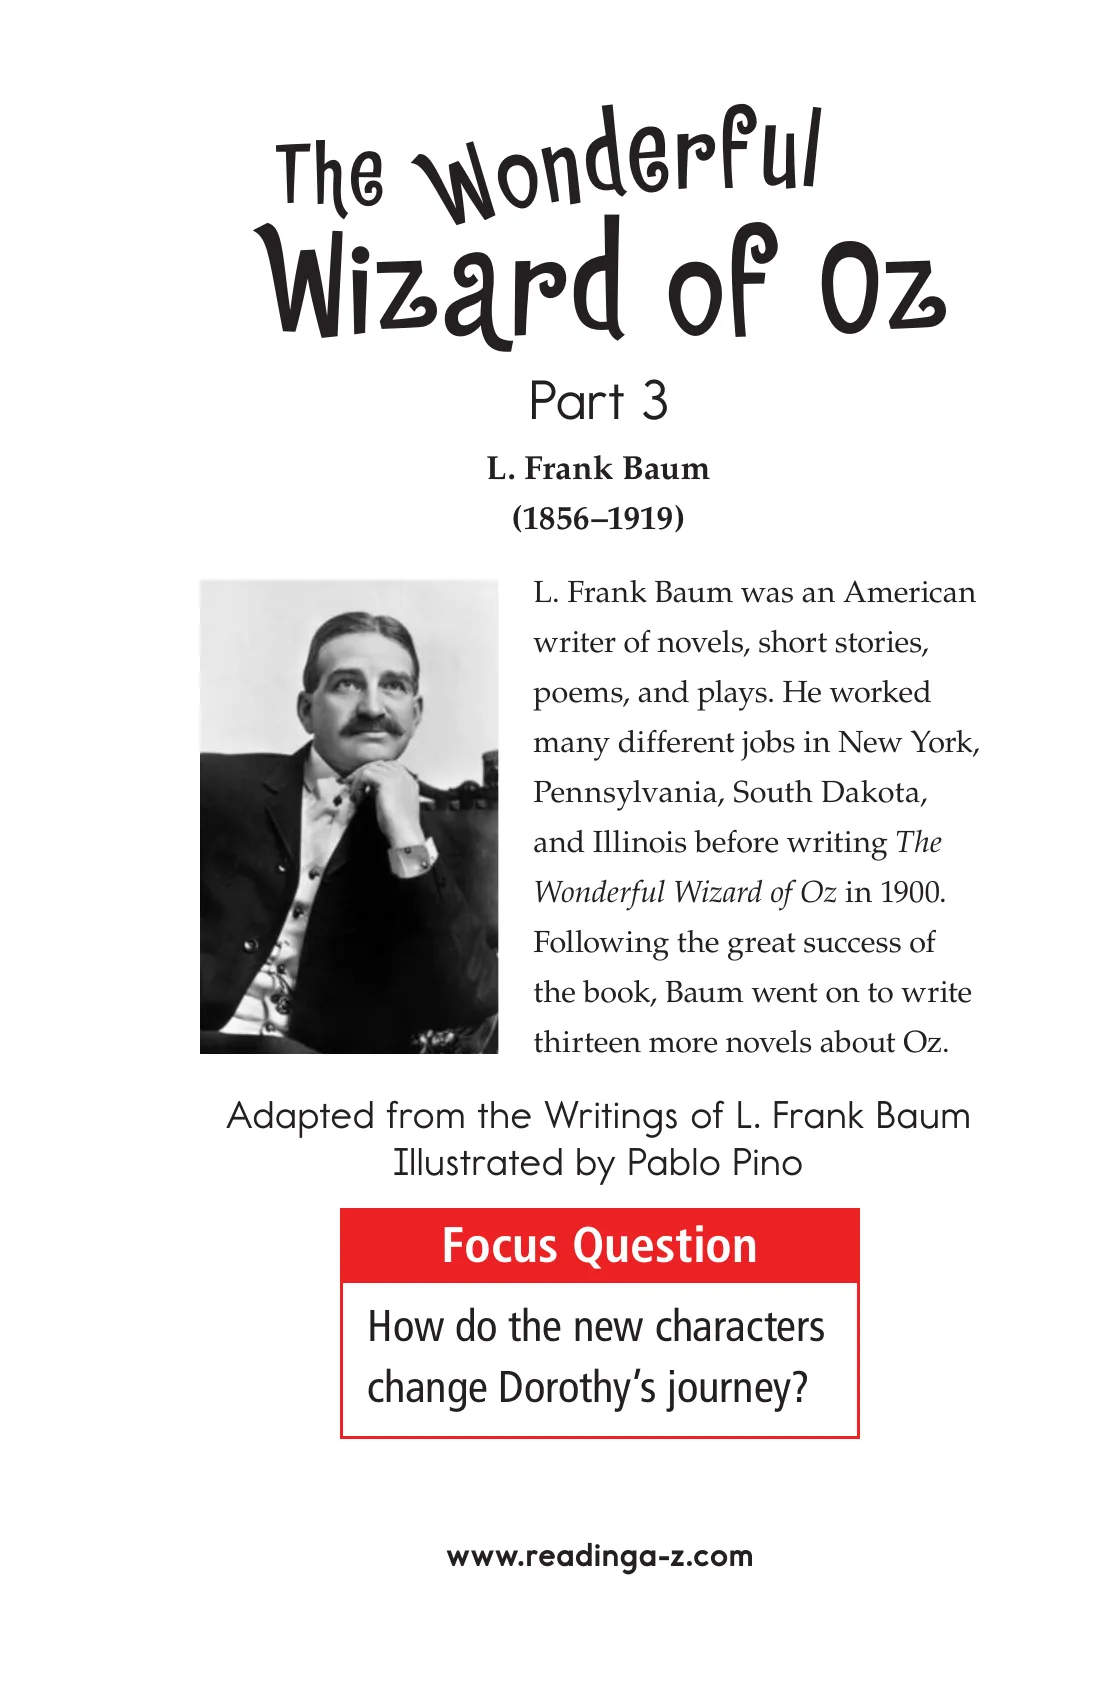 The Wonderful
Wizard of Oz
Part 3
L. Frank Baum
(1856–1919)
L. Frank Baum was an American
writer of novels, short stories,
poems, and plays. He worked
many different jobs in New York,
Pennsylvania, South Dakota,
and Illinois before writing The
Wonderful Wizard of Oz in 1900.
Following the great success of
the book, Baum went on to write
thirteen more novels about Oz.
Adapted from the Writings of L. Frank Baum
Illustrated by Pablo Pino
Focus Question
How do the new characters
change Dorothy’s journey?
www.readinga-z.com